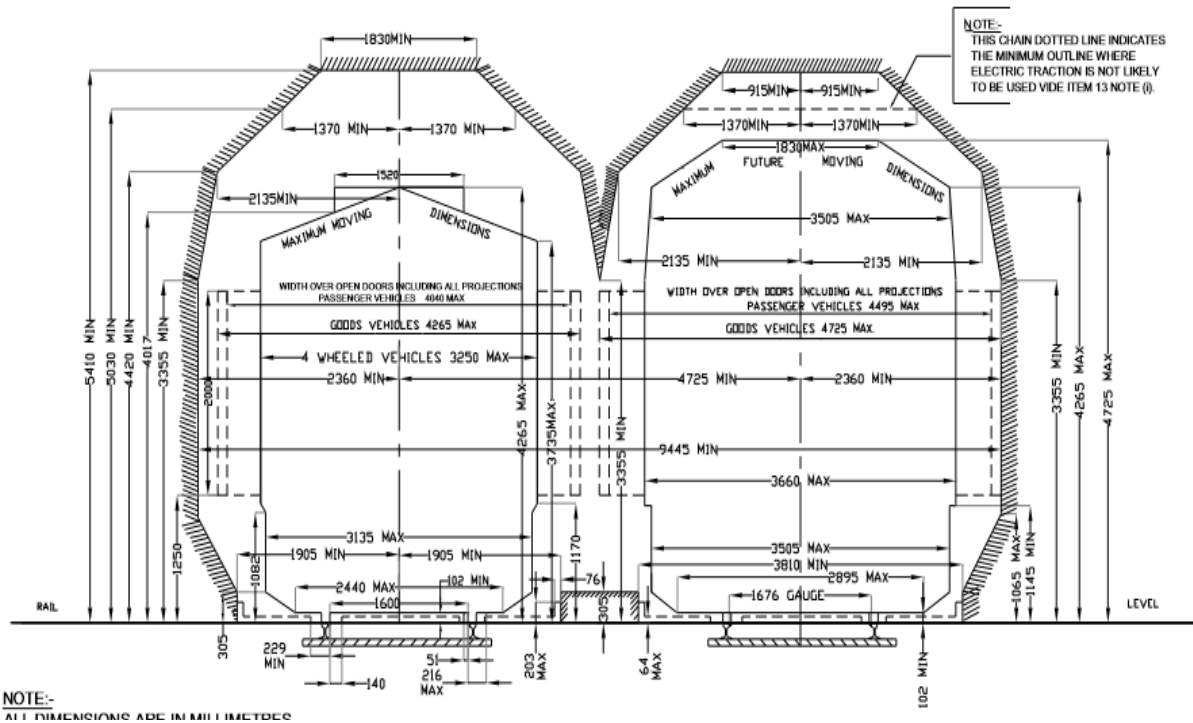 1830MIN
NOTE:-
THIS CHAIN DOTTED LINE INDICATES
THE MINIMUM OUTLINE WHERE
ELECTRIC TRACTION IS NOT LIKELY
TO BE USED VIDE ITEM 13 NOTE (i).
915MIN 915MIN
1370 MIN 1370 MIN
1370MIN 1370MIN
1830MAX
MAXIMUM FUTURE MOVING DIMENSIONS
1520
2135MIN
3505 MAX
MAXIMUM MOVING DIMENSIONS
2135 MIN 2135 MIN
WIDTH OVER OPEN DOORS INCLUDING ALL PROJECTIONS
PASSENGER VEHICLES 4040 MAX
WIDTH OVER OPEN DOORS INCLUDING ALL PROJECTIONS
PASSENGER VEHICLES 4495 MAX
GOODS VEHICLES 4265 MAX
GOODS VEHICLES 4725 MAX.
4 WHEELED VEHICLES 3250 MAX
2360 MIN 4725 MIN 2360 MIN
5410 MIN
5030 MIN
4420 MIN
4017
3355 MIN
2000
4265 MAX
3735MAX.
3355 MIN
3355 MIN
4265 MAX
4725 MAX
9445 MIN
3660 MAX
3135 MAX
3505 MAX
1905 MIN 1905 MIN
3810 MIN
1250
1082
1170
2440 MAX
102 MIN
76
2895 MAX
1600
305
1676 GAUGE
1065 MAX
1145 MIN
RAIL
LEVEL
305
229
MIN
140
51
216
MAX
203
MAX
64
MAX
102 MIN
NOTE:-
ALL DIMENSIONS ARE IN MILLIMETRES